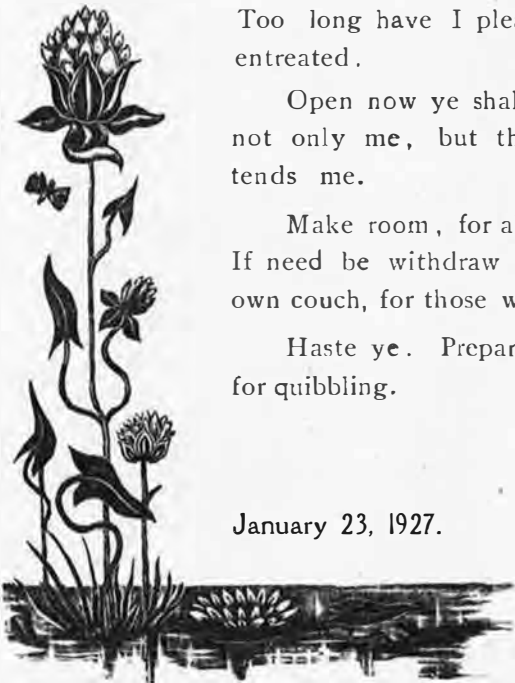 Too long have I
entreated.
Open now ye
not only me, but
tends me.
Make room, for a
If need be withdraw
own couch, for those
Haste ye.
for quibbling.
January 23, 1927.